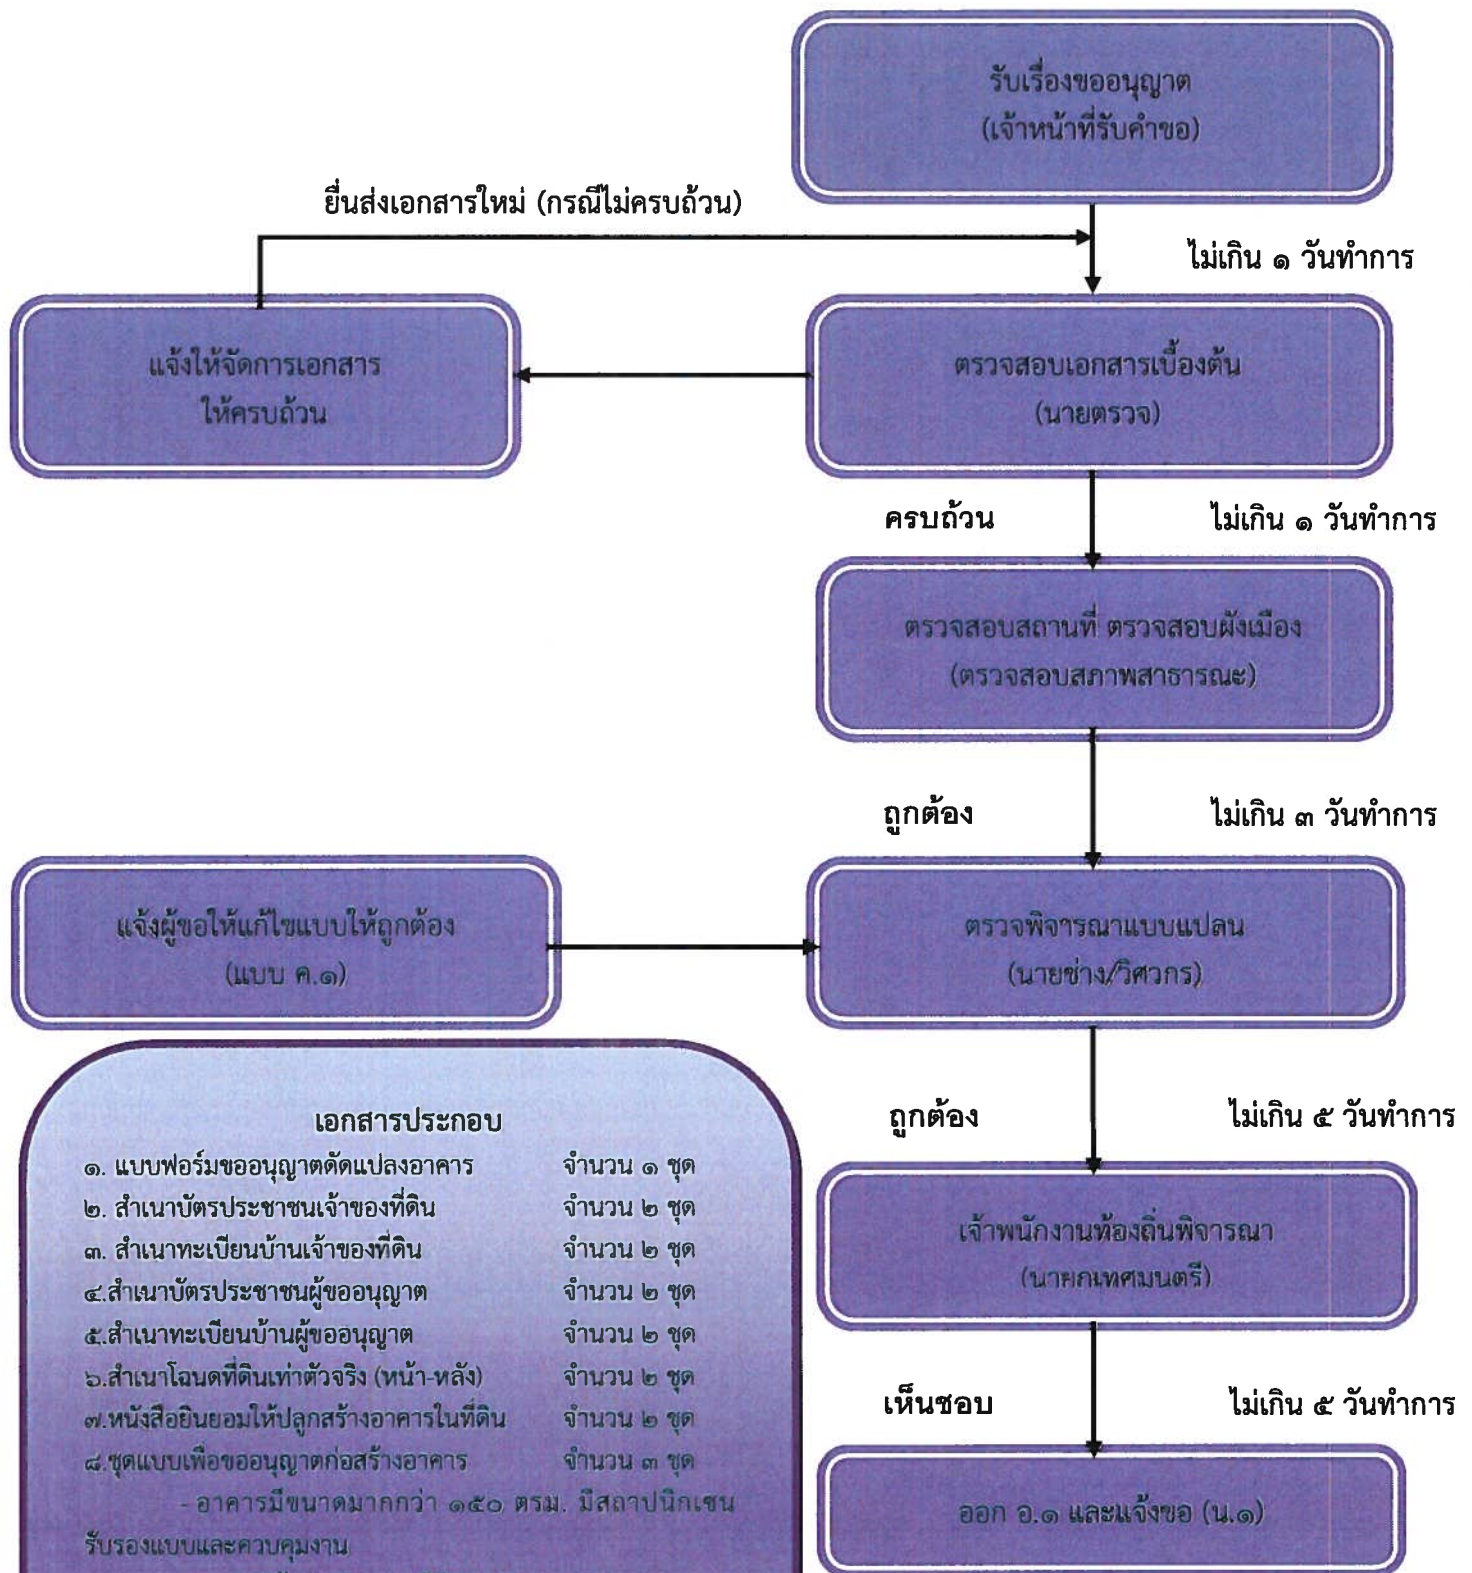 รับเรื่องขออนุญาต
(เจ้าหน้าที่รับคำขอ)
ยื่นส่งเอกสารใหม่ (กรณีไม่ครบถ้วน)
ไม่เกิน ๑ วันทำการ
แจ้งให้จัดการเอกสาร
ให้ครบถ้วน
ตรวจสอบเอกสารเบื้องต้น
(นายตรวจ)
ครบถ้วน
ไม่เกิน ๑ วันทำการ
ตรวจสอบสถานที่ ตรวจสอบผังเมือง
(ตรวจสอบสภาพสาธารณะ)
ถูกต้อง
ไม่เกิน ๓ วันทำการ
แจ้งผู้ขอให้แก้ไขแบบให้ถูกต้อง
(แบบ ค.๑)
ตรวจพิจารณาแบบแปลน
(นายช่าง/วิศวกร)
ถูกต้อง
ไม่เกิน ๕ วันทำการ
เจ้าพนักงานท้องถิ่นพิจารณา
(นายกเทศมนตรี)
เห็นชอบ
ไม่เกิน ๕ วันทำการ
ออก อ.๑ และแจ้งขอ (น.๑)
เอกสารประกอบ
๑. แบบฟอร์มขออนุญาตดัดแปลงอาคาร จำนวน ๑ ชุด
๒. สำเนาบัตรประชาชนเจ้าของที่ดิน จำนวน ๒ ชุด
๓. สำเนาทะเบียนบ้านเจ้าของที่ดิน จำนวน ๒ ชุด
๔.สำเนาบัตรประชาชนผู้ขออนุญาต จำนวน ๒ ชุด
๕.สำเนาทะเบียนบ้านผู้ขออนุญาต จำนวน ๒ ชุด
๖.สำเนาโฉนดที่ดินเท่าตัวจริง (หน้า-หลัง) จำนวน ๒ ชุด
๗.หนังสือยินยอมให้ปลูกสร้างอาคารในที่ดิน จำนวน ๒ ชุด
๘.ชุดแบบเพื่อขออนุญาตก่อสร้างอาคาร จำนวน ๓ ชุด
- อาคารมีขนาดมากกว่า ๑๕๐ ตรม. มีสถาปนิกเซน
รับรองแบบและควบคุมงาน